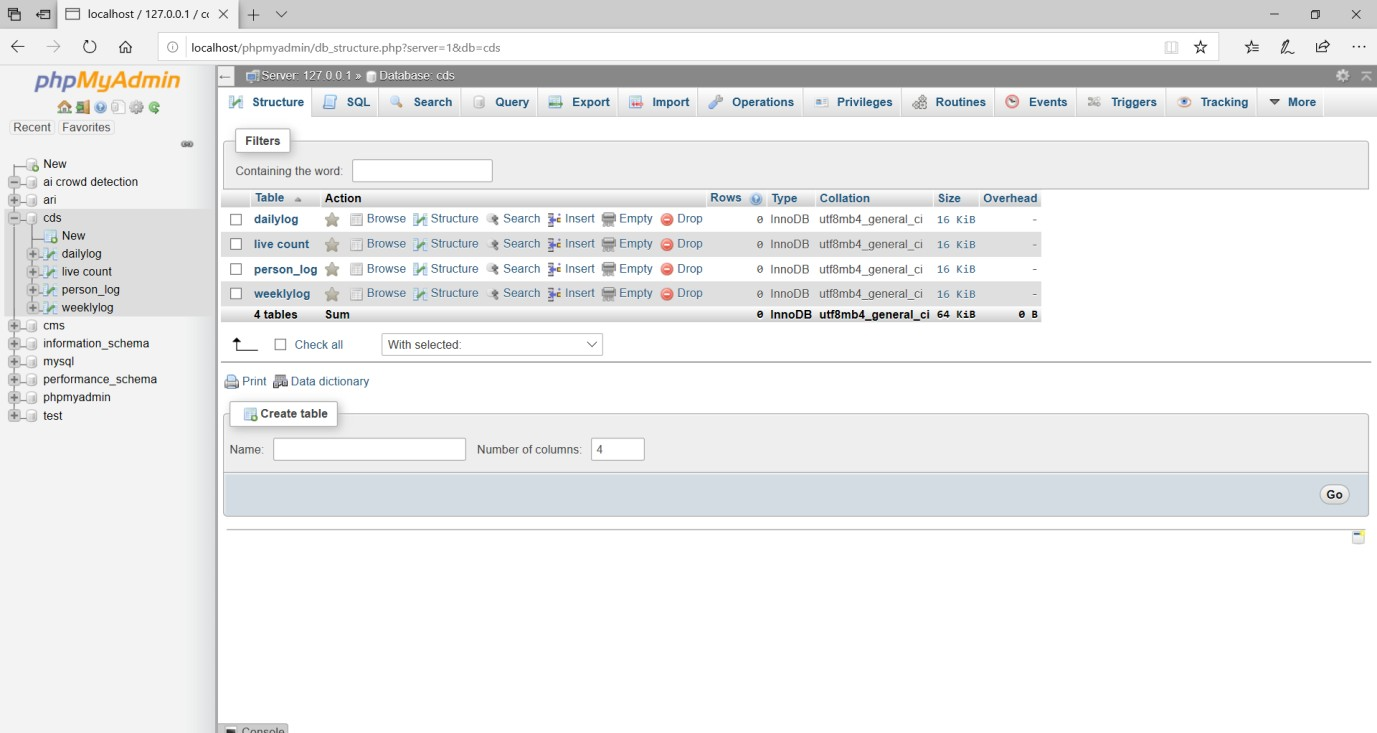 localhost / 127.0.0.1 / cc
localhost/phpmyadmin/db_structure.php?server=1&db=cds
phpMyAdmin
Recent Favorites
New
ai crowd detection
ari
cds
New
dailylog
live count
person_log
weeklylog
cms
information_schema
mysql
performance_schema
phpmyadmin
test
Server: 127.0.0.1 » Database: cds
Structure SQL Search Query Export Import Operations Privileges Routines Events Triggers Tracking More
Filters
Containing the word:
Table Action Rows Type Collation Size Overhead
dailylog Browse Structure Search Insert Empty Drop 0 InnoDB utf8mb4_general_ci 16 KiB -
live count Browse Structure Search Insert Empty Drop 0 InnoDB utf8mb4_general_ci 16 KiB -
person_log Browse Structure Search Insert Empty Drop 0 InnoDB utf8mb4_general_ci 16 KiB -
weeklylog Browse Structure Search Insert Empty Drop 0 InnoDB utf8mb4_general_ci 16 KiB -
4 tables Sum 0 InnoDB utf8mb4_general_ci 64 KiB 0 B
Check all With selected:
Print Data dictionary
Create table
Name: Number of columns: 4
Go
Console